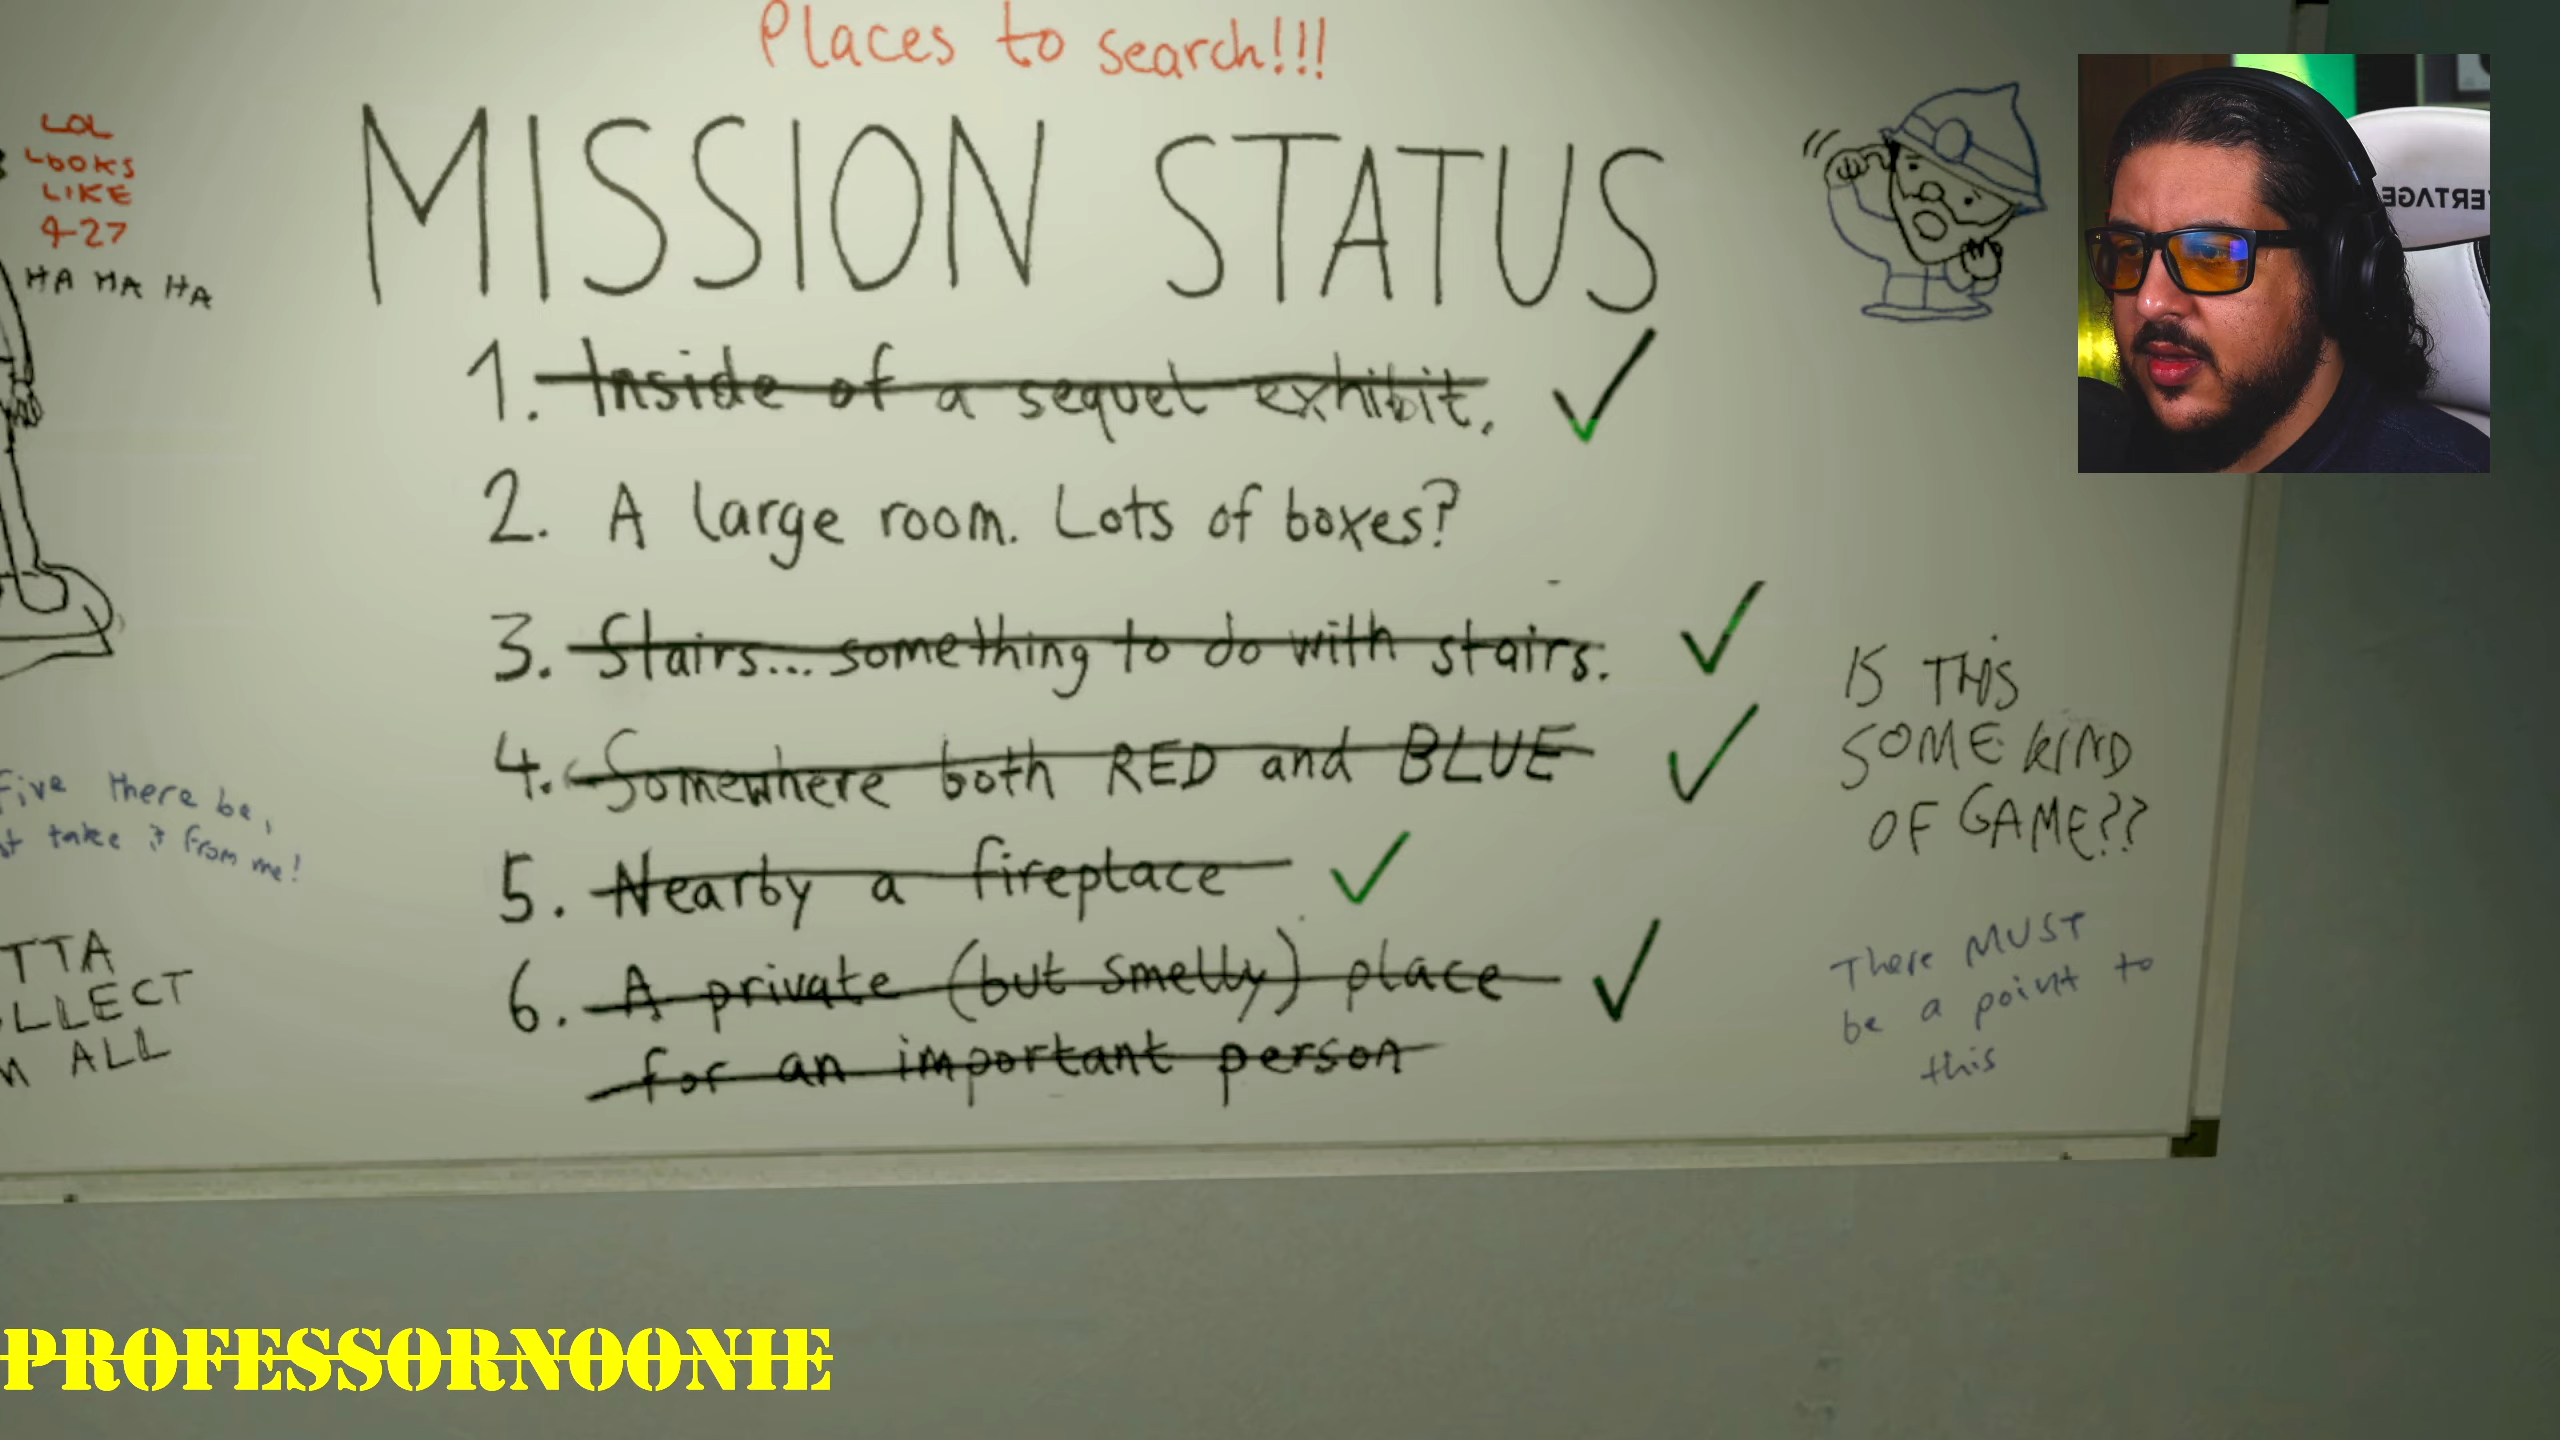 Places to search!!!
MISSION STATUS
1. Inside of a sequel exhibit.
2. A large room. Lots of boxes?
3. Stairs... something to do with stairs.
4. Somewhere both RED and BLUE
5. Nearby a fireplace
6. A private (but smelly) place
for an important person
LOL
LOOKS
LIKE
4-27
HA HA HA
Five there be,
take it from me!
ALL
IS THIS
SOME KIND
OF GAME??
There MUST
be a point to
this
PROFESSORNOONIE